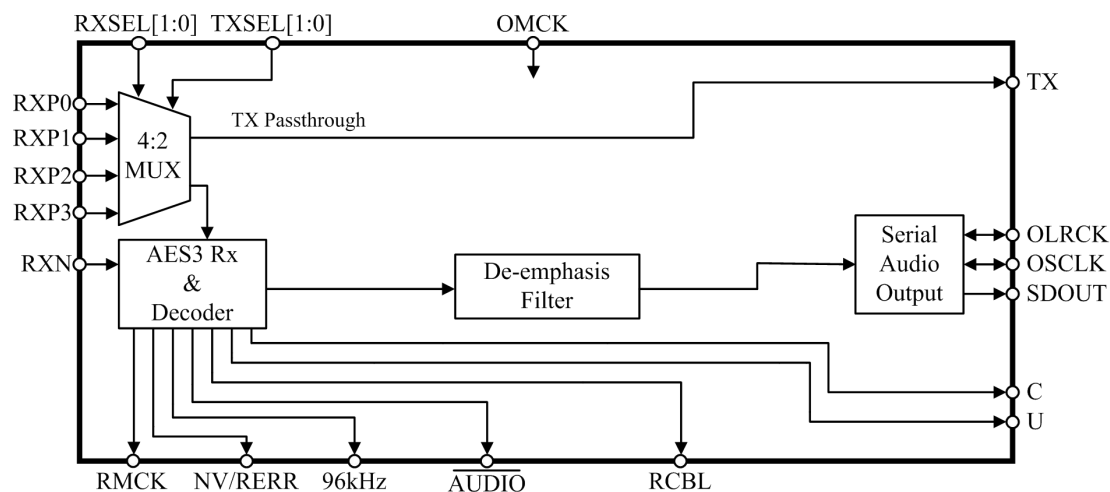 RXSEL[1:0]
TXSEL[1:0]
OMCK
RXP0
RXP1
RXP2
RXP3
RXN
4:2
MUX
TX Passthrough
TX
AES3 Rx
&
Decoder
De-emphasis
Filter
Serial
Audio
Output
OLRCK
OSCLK
SDOUT
C
U
RMCK
NV/RERR
96kHz
AUDIO
RCBL